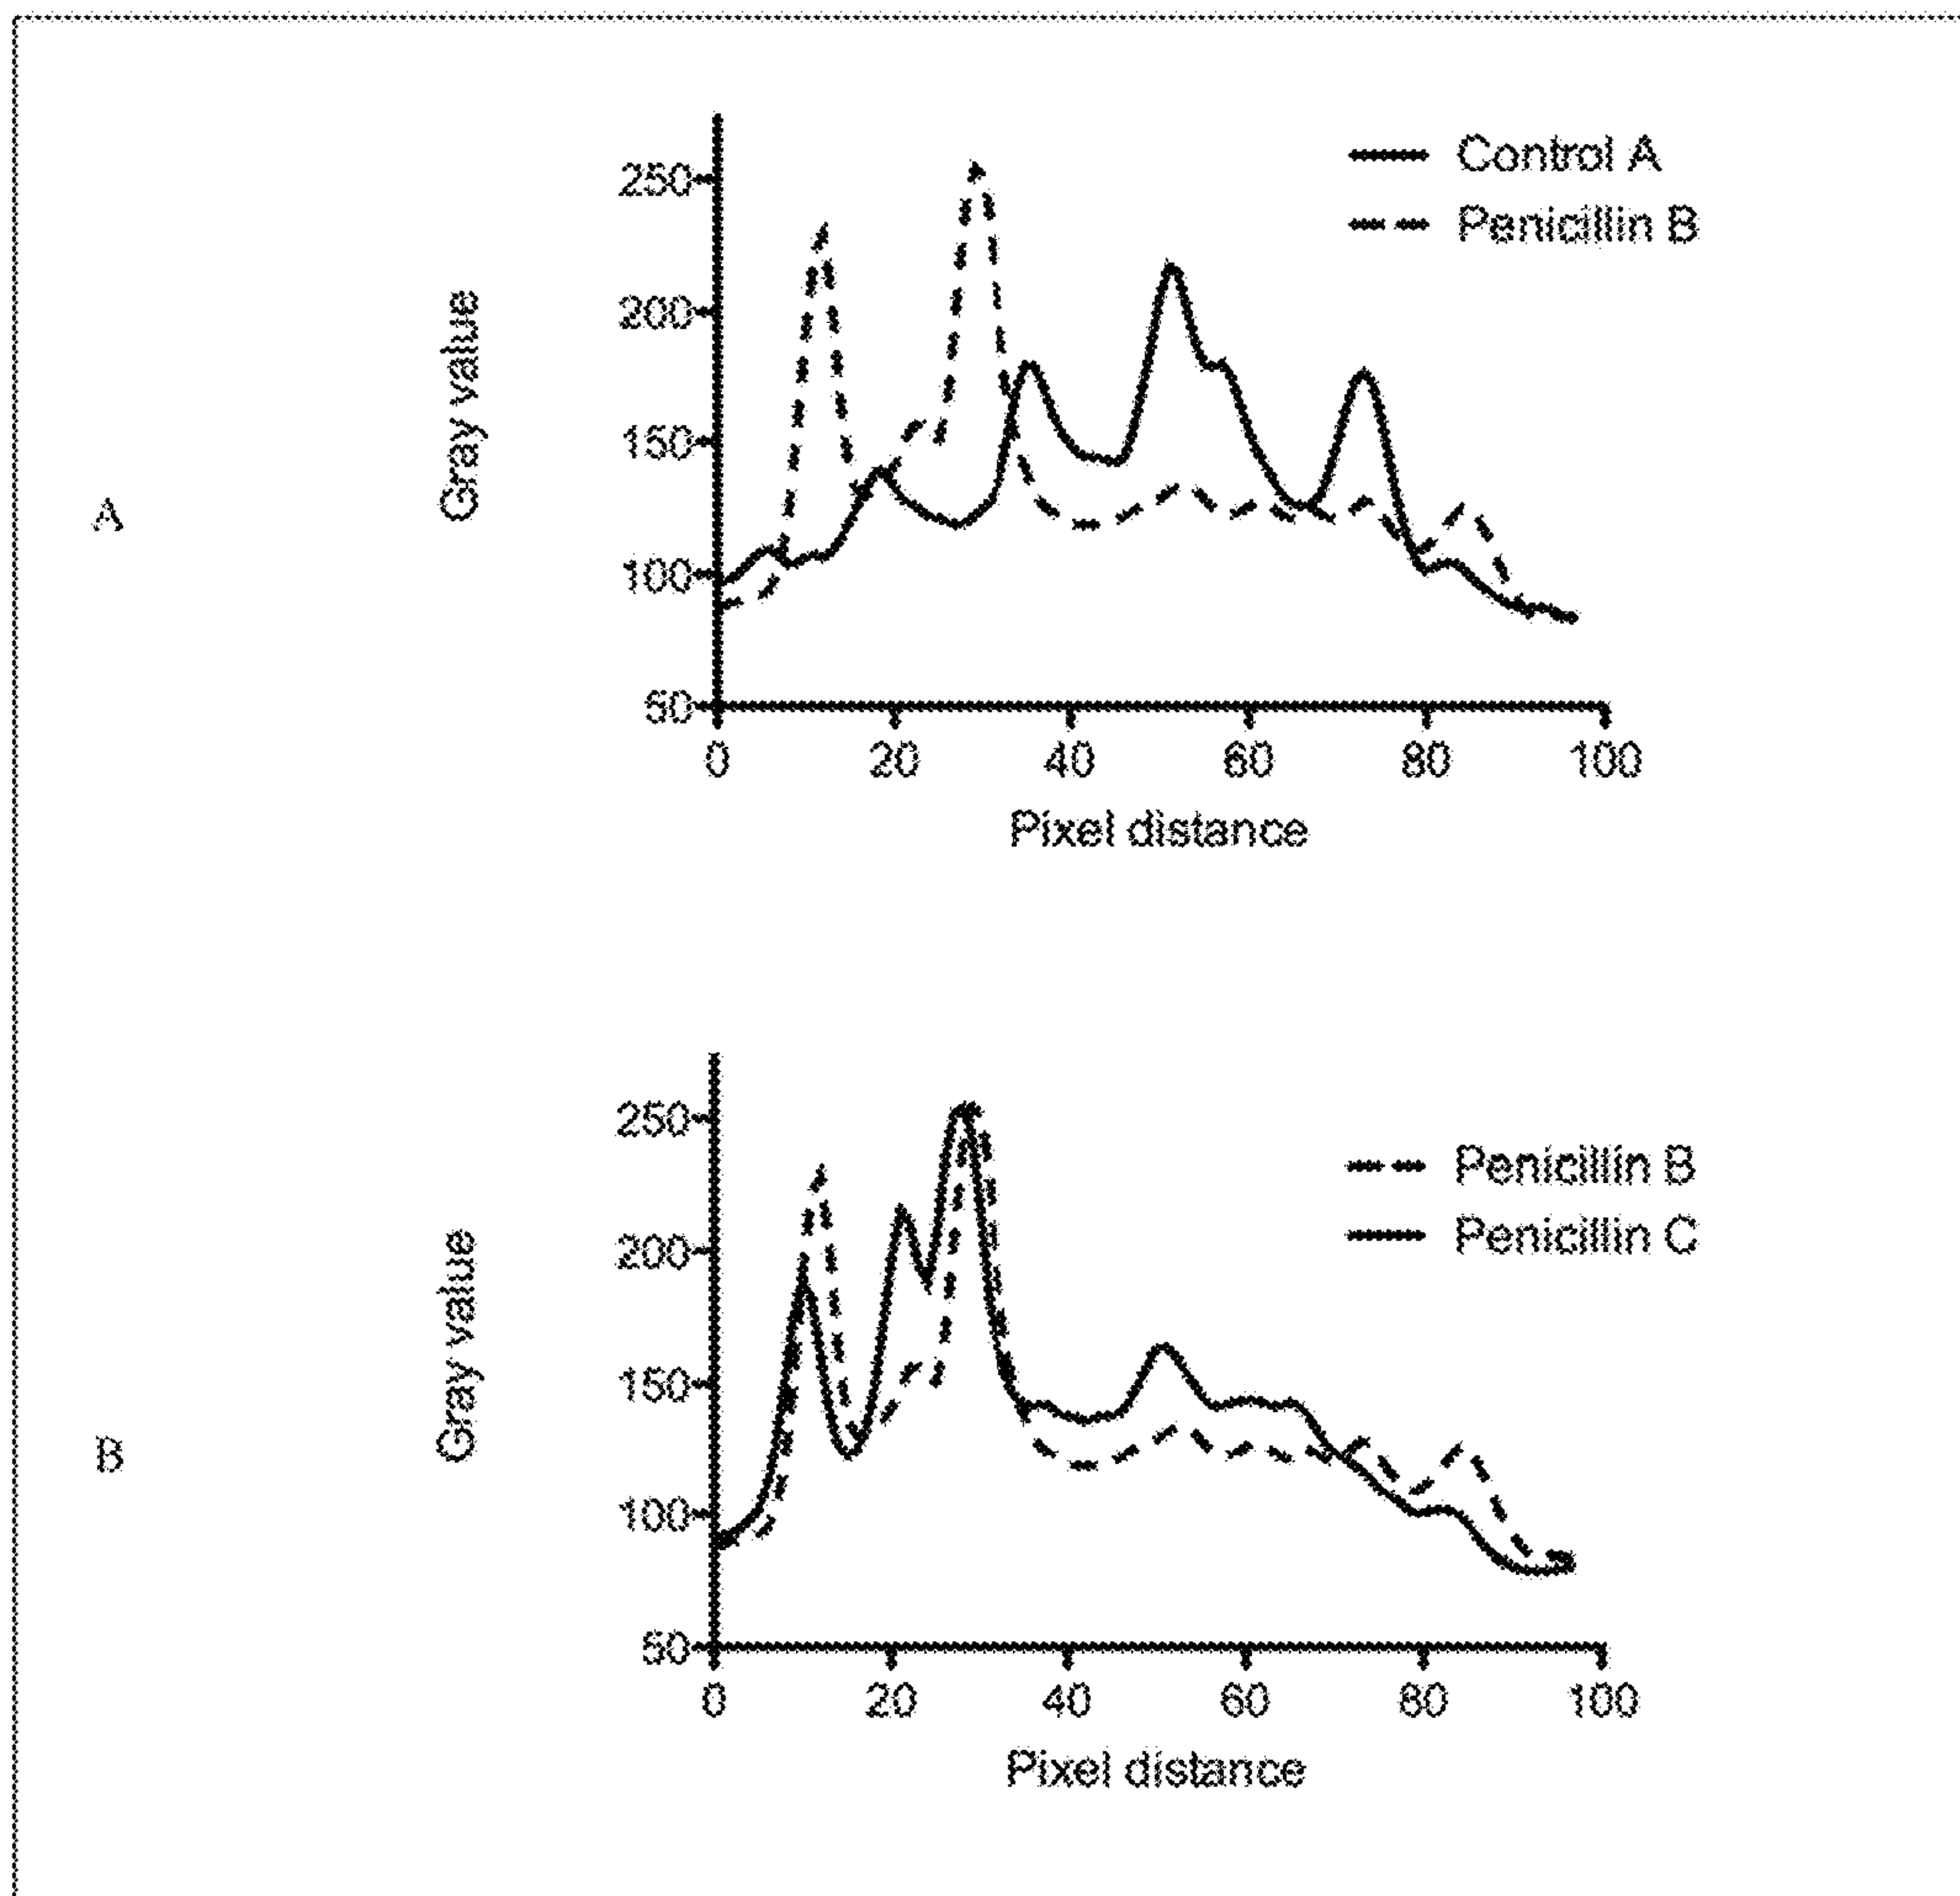 A
Gray value
250
200
150
100
50
0 20 40 60 80 100
Pixel distance
Control A
Penicillin B
B
Gray value
250
200
150
100
50
0 20 40 60 80 100
Pixel distance
Penicillin B
Penicillin C